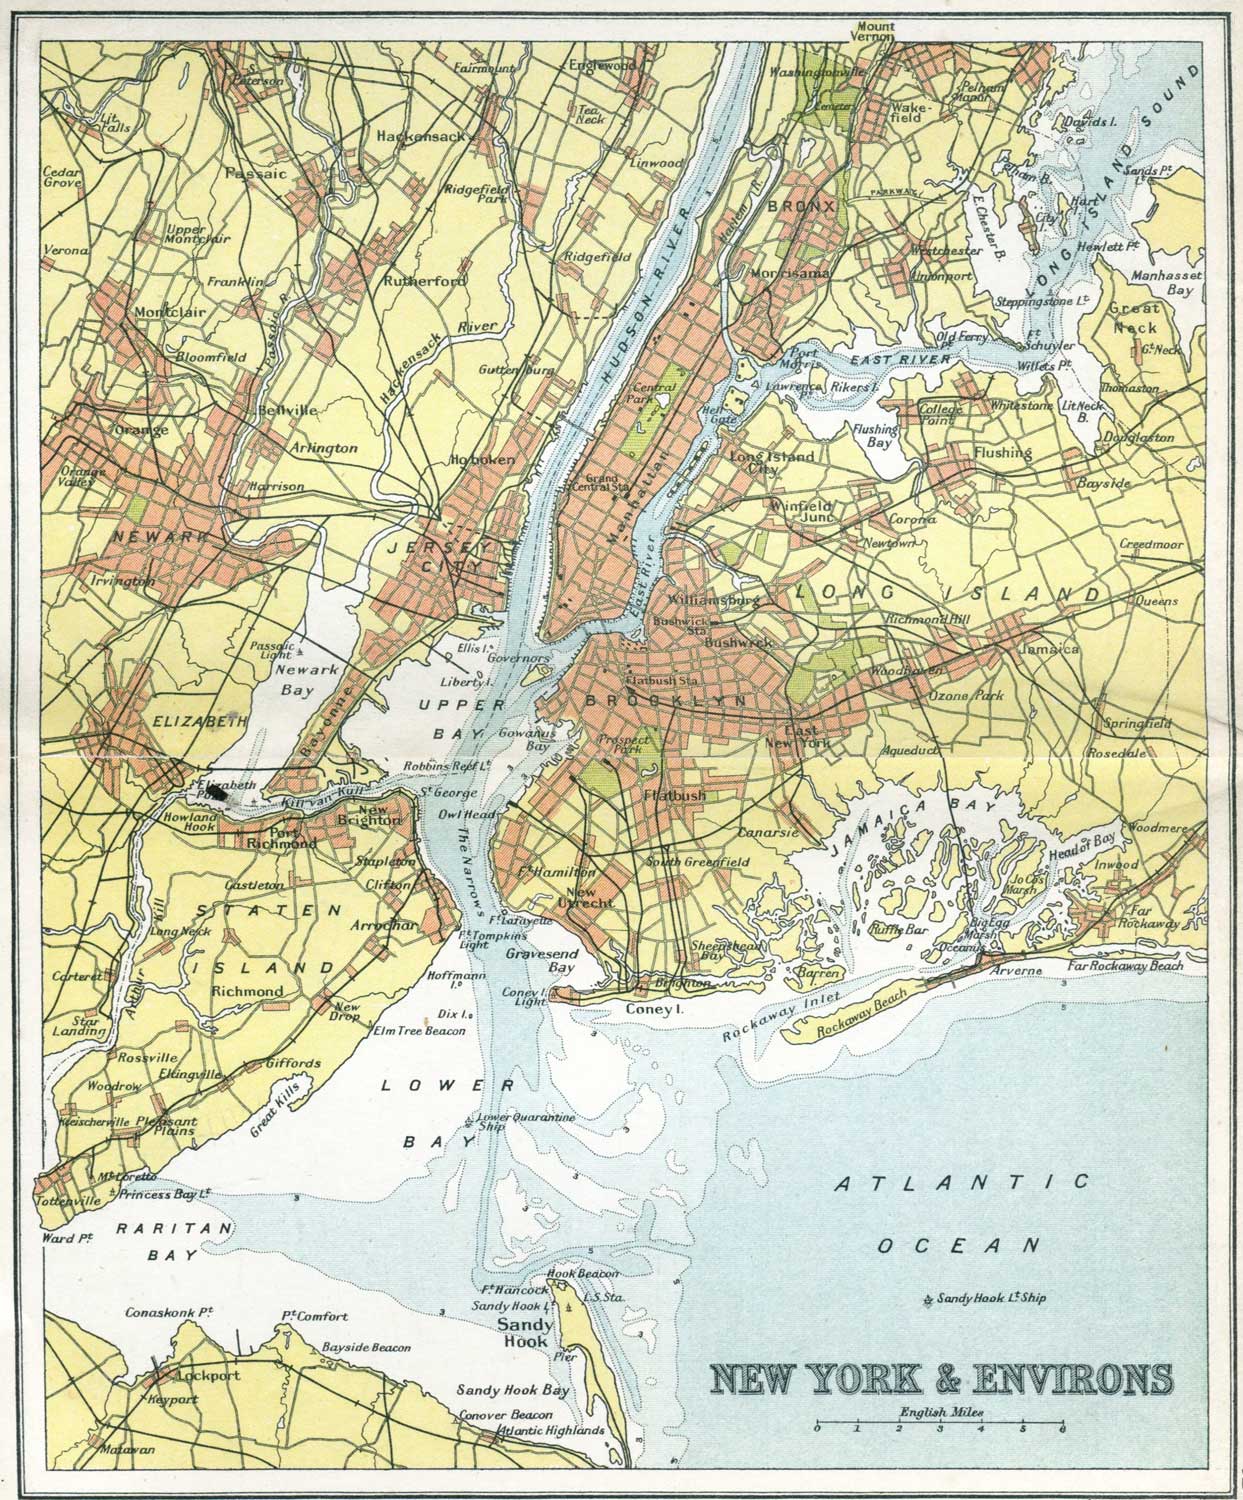 Mount
Vernon
S.
Peterson
Fairmount
Englewood
Washingtonville
Pelham
Manor
Wake-
field
Davids I.
Lit.
Falls
Tea
Neck
Hackensack
Linwood
LONG ISLAND SOUND
Cedar
Grove
Passaic
Ridgefield
Park
Harlem R.
BRONX
PARKWAY
Pelham B.
Hart
I.
City
I.
Sands Pt
Lt
E. Chester B.
Upper
Montclair
Verona
HUDSON RIVER
Ridgefield
Westchester
Unionport
Hewlett Pt
Manhasset
Bay
Franklin
Rutherford
Morrisania
Steppingstone Lt
Great
Neck
Montclair
Passaic R.
Hackensack River
Old Ferry
Pt
Ft
Schuyler
Gt Neck
Bloomfield
Guttenburg
Port
Morris
EAST RIVER
Willets Pt
Central
Park
Lawrence
Pt
Rikers I.
Thomaston
Bellville
Hell
Gate
College
Point
Whitestone
Lit Neck
B.
Orange
Arlington
Flushing
Bay
Douglaston
Hoboken
Long Island
City
Flushing
Orange
Valley
Harrison
Grand
Central Sta.
Manhattan
Bayside
Winfield
Junc.
Corona
NEWARK
JERSEY
CITY
Newtown
Creedmoor
Irvington
East River
Williamsburg
LONG ISLAND
Queens
Bushwick
Sta.
Richmond Hill
Bushwick
Jamaica
Passaic
Light
Newark
Bay
Ellis I.
Governors
Liberty I.
Flatbush Sta.
Woodhaven
Ozone Park
BROOKLYN
ELIZABETH
Bayonne
UPPER
BAY
Gowanus
Bay
East
New York
Springfield
Prospect
Park
Aqueduct
Rosedale
Robbins Reef Lt
Elizabeth
Kill van Kull
St George
Flatbush
Howland
Hook
New
Brighton
Owl Head
Port
Richmond
Canarsie
JAMAICA BAY
Woodmere
The Narrows
Stapleton
South Greenfield
Head of Bay
Inwood
Castleton
Clifton
Ft Hamilton
Jo Cos
Marsh
STATEN
ISLAND
New
Utrecht
Arthur Kill
Long Neck
Arrochar
Ft Lafayette
Ft Tompkins
Light
Ruffle Bar
Big Egg
Marsh
Far
Rockaway
Gravesend
Bay
Sheepshead
Bay
Oceanus
Carteret
Hoffmann
I.
Barren
I.
Arverne
Far Rockaway Beach
Richmond
Coney I.
Light
Brighton
Coney I.
New
Drop
Dix I.
Rockaway Inlet
Rockaway Beach
Star
Landing
Elm Tree Beacon
Rossville
Giffords
Eltingville
Woodrow
LOWER
BAY
Great Kills
Kleischerville
Pleasant
Plains
Lower Quarantine
Ship
Mt Loretto
Tottenville
Princess Bay Lt
ATLANTIC
OCEAN
Ward Pt
RARITAN
BAY
Hook Beacon
Ft Hancock
L.S. Sta.
Sandy Hook Lt
Sandy Hook Lt Ship
Conaskonk Pt
Pt Comfort
Sandy
Hook
Bayside Beacon
Pier
Lockport
Keyport
Sandy Hook Bay
NEW YORK & ENVIRONS
Conover Beacon
English Miles
Atlantic Highlands
0 1 2 3 4 5 6
Matawan